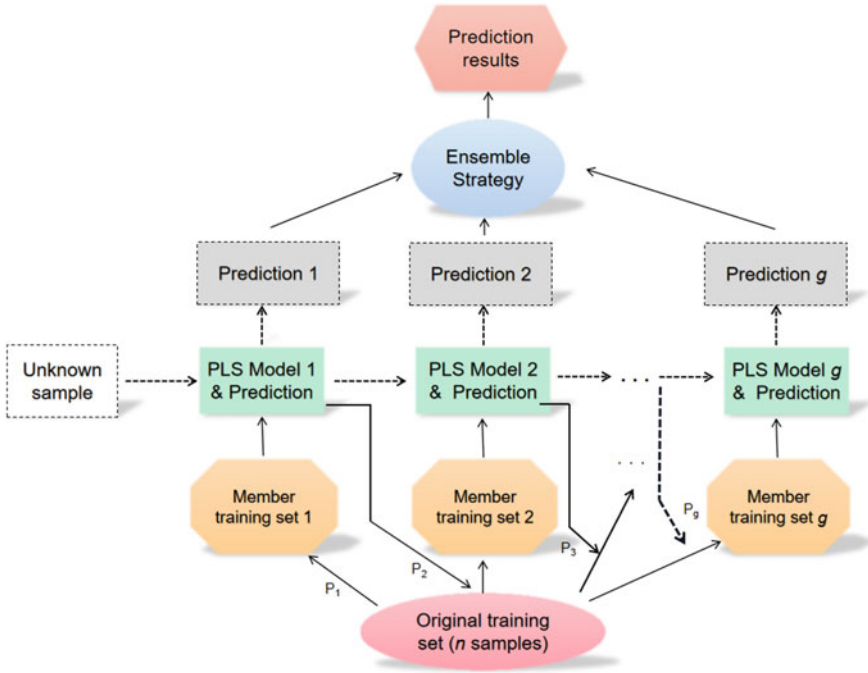 Prediction
results
Ensemble
Strategy
Prediction 1
Prediction 2
Prediction g
Unknown
sample
PLS Model 1
& Prediction
PLS Model 2
& Prediction
. . .
PLS Model g
& Prediction
. . .
Member
training set 1
Member
training set 2
Member
training set g
P1
P2
P3
Pg
Original training
set (n samples)